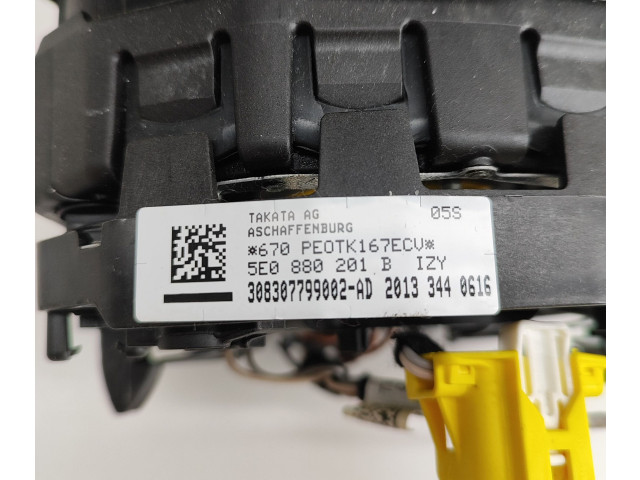 TAKATA AG 05S
ASCHAFFENBURG
*670 PEOTK167ECV*
5E0 880 201 B IZY
308307799002-AD 2013 344 0616